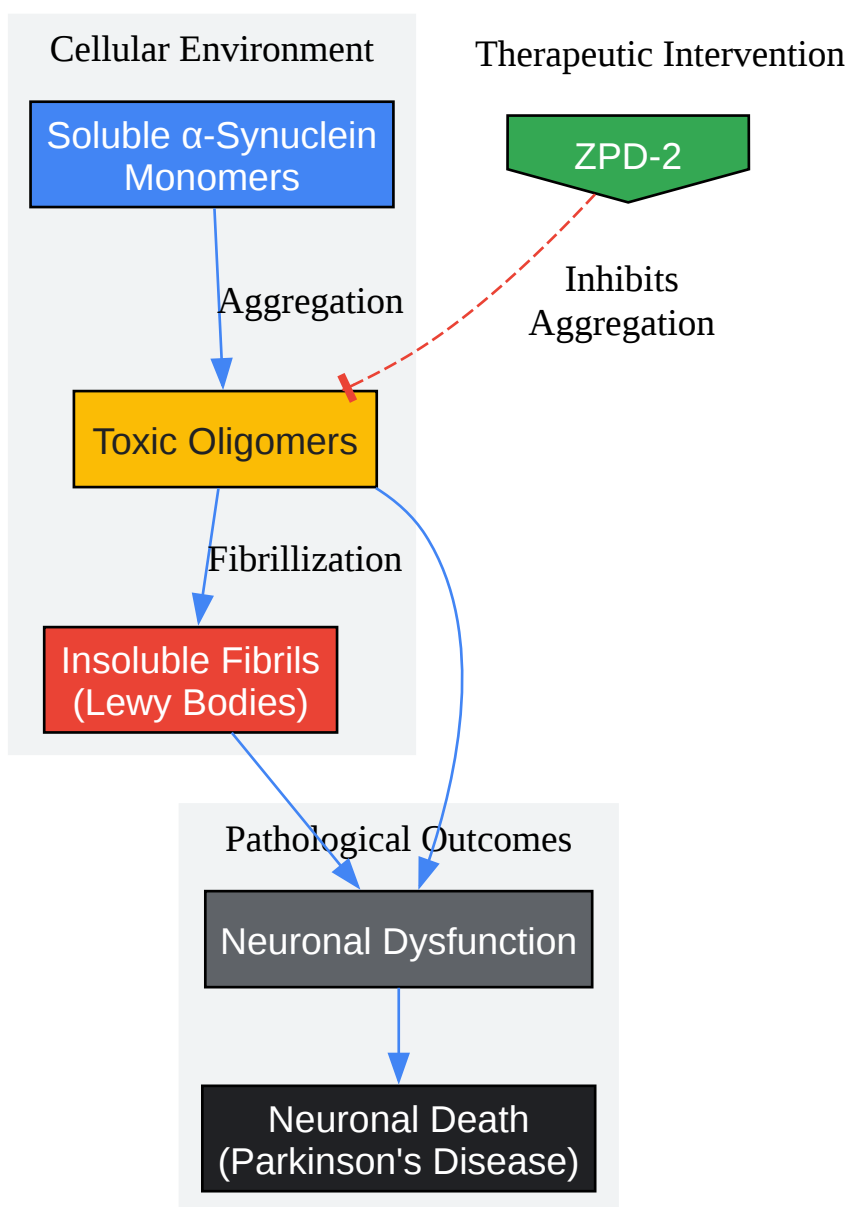 Cellular Environment
Therapeutic Intervention
Soluble α-Synuclein
Monomers
ZPD-2
Aggregation
Inhibits
Aggregation
Toxic Oligomers
Fibrillization
Insoluble Fibrils
(Lewy Bodies)
Pathological Outcomes
Neuronal Dysfunction
Neuronal Death
(Parkinson's Disease)